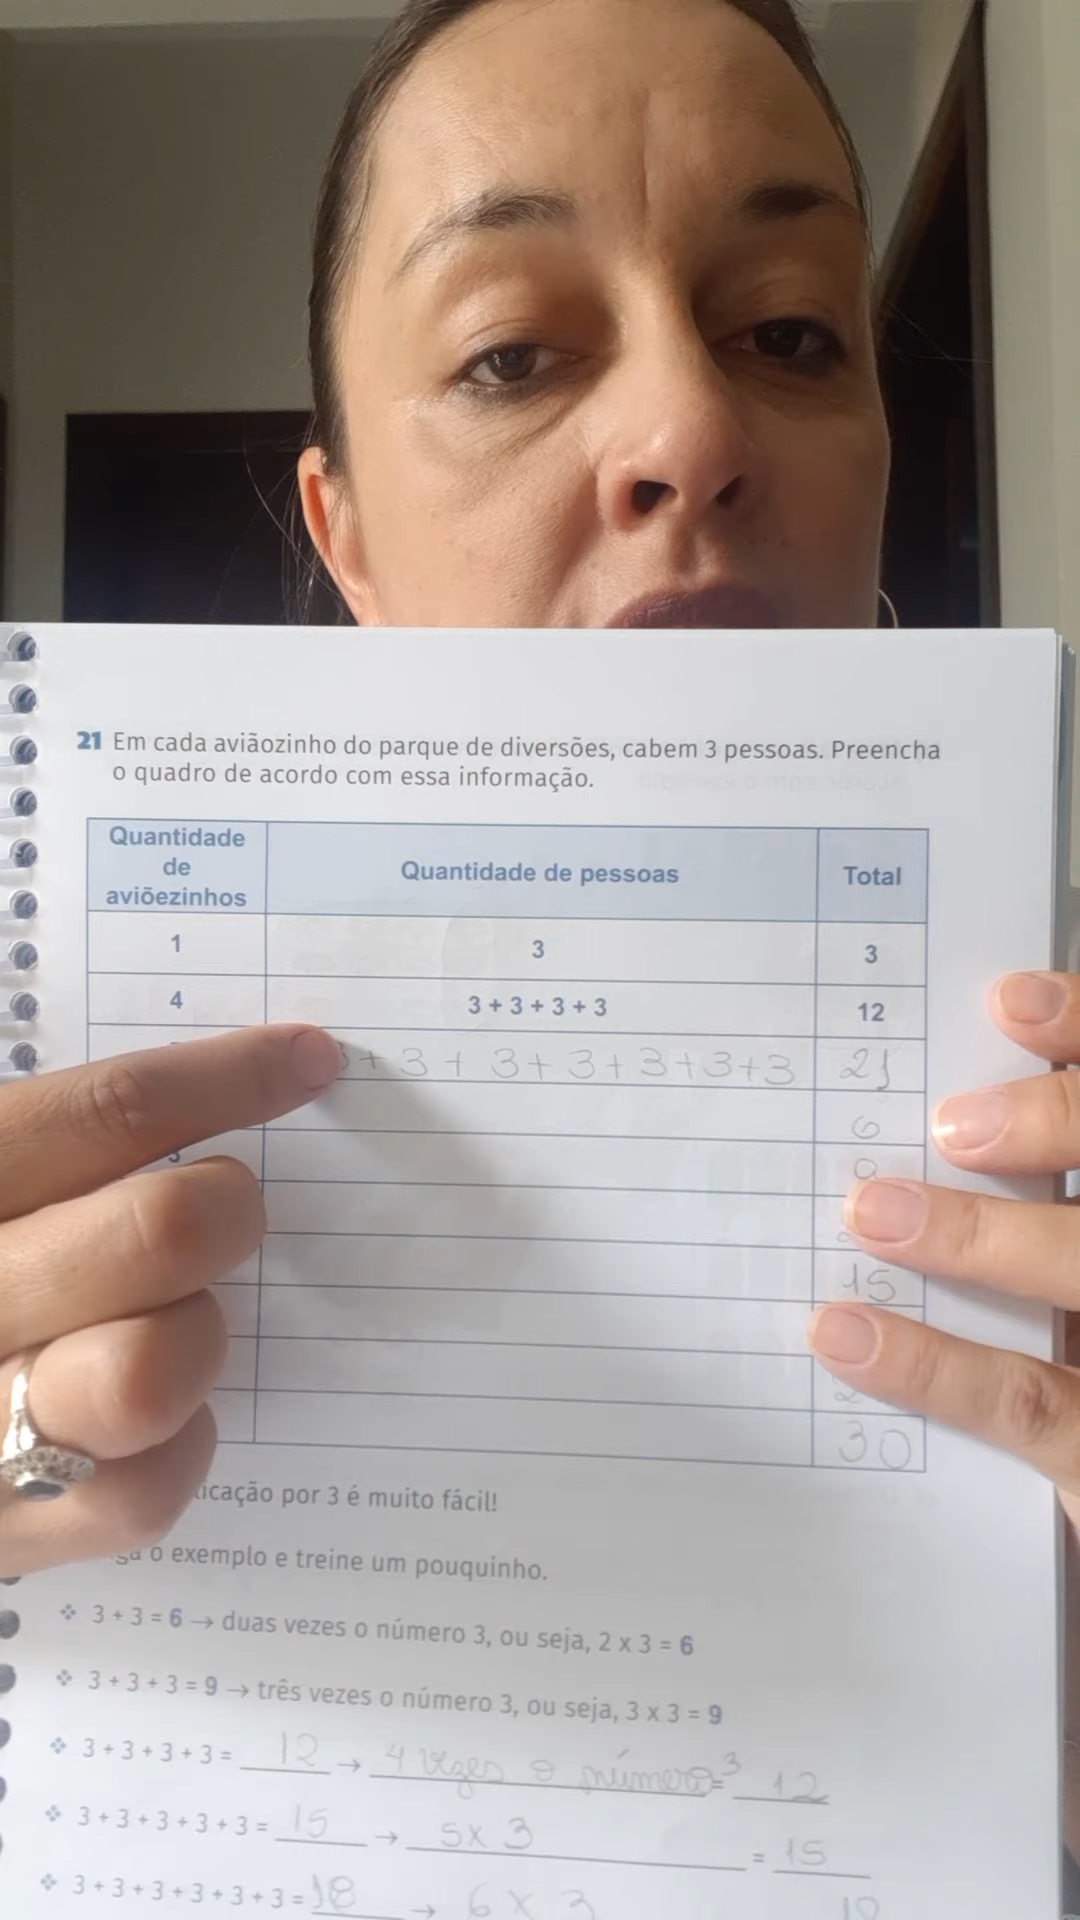 21 Em cada aviãozinho do parque de diversões, cabem 3 pessoas. Preencha
o quadro de acordo com essa informação.
Quantidade
de
aviõezinhos
Quantidade de pessoas
Total
1 3 3
4 3 + 3 + 3 + 3 12
3 + 3 + 3 + 3 + 3 + 3 + 3 21
6
9
15
30
icação por 3 é muito fácil!
o exemplo e treine um pouquinho.
❖ 3 + 3 = 6 → duas vezes o número 3, ou seja, 2 x 3 = 6
❖ 3 + 3 + 3 = 9 → três vezes o número 3, ou seja, 3 x 3 = 9
❖ 3 + 3 + 3 + 3 = 12 → 4 vezes o número 3 = 12
❖ 3 + 3 + 3 + 3 + 3 = 15 → 5 x 3 = 15
❖ 3 + 3 + 3 + 3 + 3 + 3 = 18 → 6 x 3